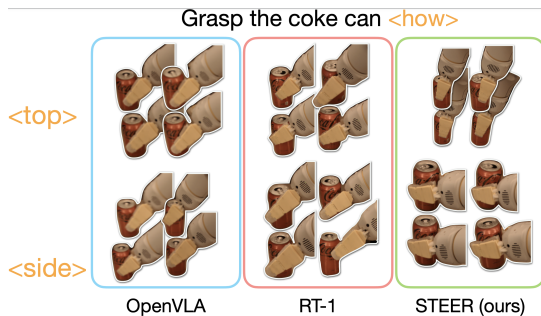 Grasp the coke can <how>
<top>
<side>
OpenVLA
RT-1
STEER (ours)